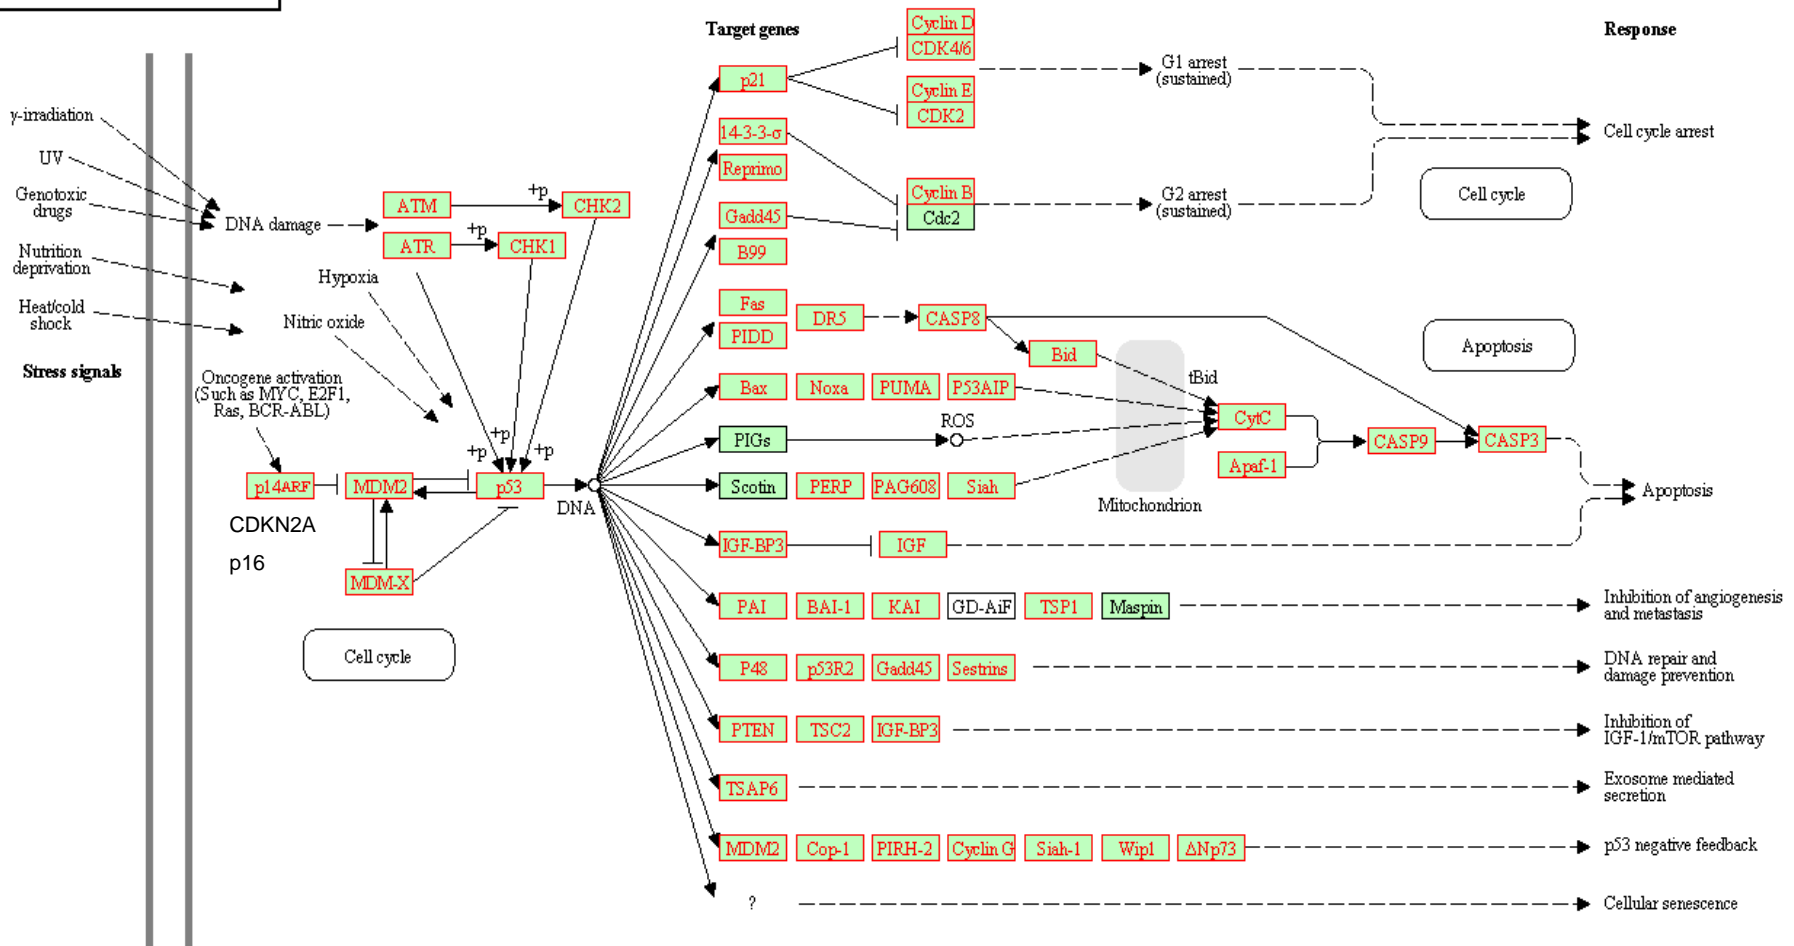 Target genes
Response
Cyclin D
CDK4/6
p21
G1 arrest
(sustained)
Cyclin E
CDK2
γ-irradiation
14-3-3-σ
Cell cycle arrest
UV
Reprimo
Genotoxic
drugs
ATM
+p
CHK2
Cyclin B
Cdc2
G2 arrest
(sustained)
Cell cycle
DNA damage
Gadd45
ATR
+p
CHK1
B99
Nutrition
deprivation
Hypoxia
Heat/cold
shock
Nitric oxide
Fas
PIDD
DR5
CASP8
Bid
Apoptosis
Stress signals
Oncogene activation
(Such as MYC, E2F1,
Ras, BCR-ABL)
Bax
Noxa
PUMA
P53AIP
tBid
CytC
PIGs
ROS
CASP9
CASP3
Apaf-1
+p
+p
+p
p14ARF
MDM2
p53
DNA
Scotin
PERP
PAG608
Siah
Mitochondrion
Apoptosis
CDKN2A
p16
IGF-BP3
IGF
MDM-X
PAI
BAI-1
KAI
GD-AiF
TSP1
Maspin
Inhibition of angiogenesis
and metastasis
Cell cycle
P48
p53R2
Gadd45
Sestrins
DNA repair and
damage prevention
PTEN
TSC2
IGF-BP3
Inhibition of
IGF-1/mTOR pathway
TSAP6
Exosome mediated
secretion
MDM2
Cop-1
PIRH-2
Cyclin G
Siah-1
Wip1
ΔNp73
p53 negative feedback
?
Cellular senescence